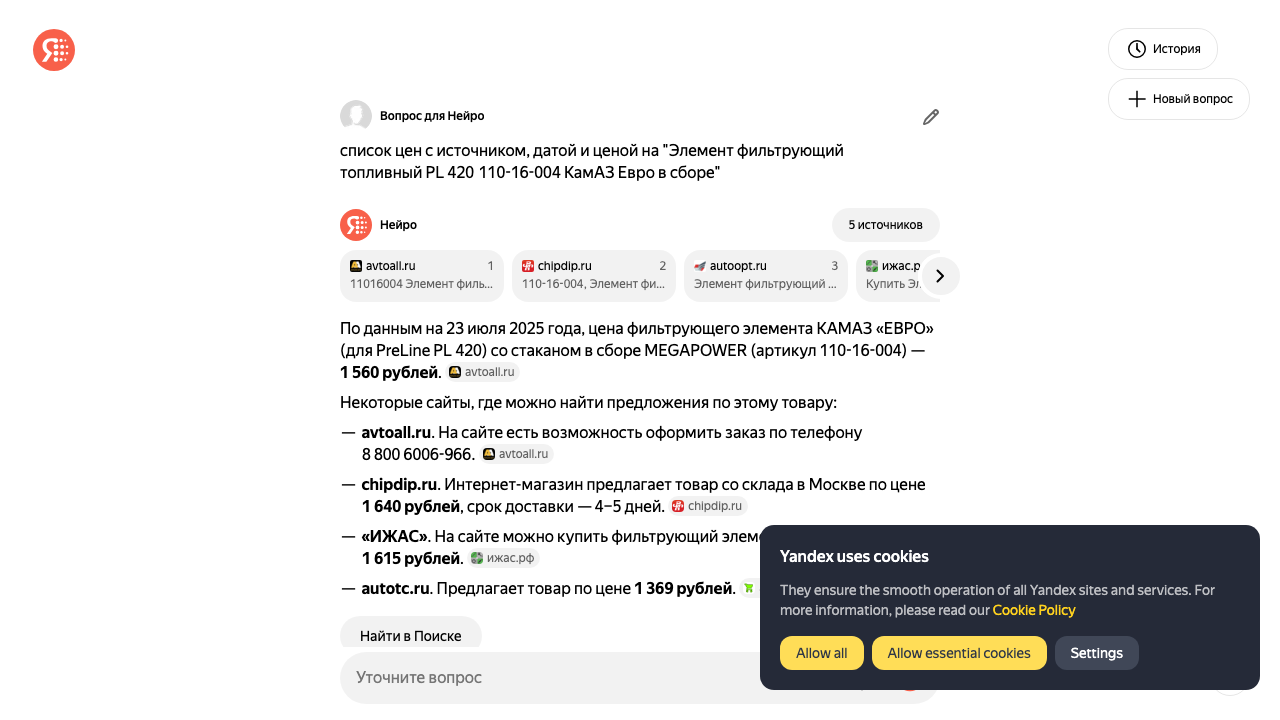 История
Новый вопрос
Вопрос для Нейро
список цен с источником, датой и ценой на "Элемент фильтрующий
топливный PL 420 110-16-004 КамАЗ Евро в сборе"
Нейро
5 источников
avtoall.ru 1
11016004 Элемент филь...
chipdip.ru 2
110-16-004, Элемент фи...
autoopt.ru 3
Элемент фильтрующий ...
ижас.р
Купить Эл
По данным на 23 июля 2025 года, цена фильтрующего элемента КАМАЗ «ЕВРО»
(для PreLine PL 420) со стаканом в сборе MEGAPOWER (артикул 110-16-004) —
1 560 рублей. avtoall.ru
Некоторые сайты, где можно найти предложения по этому товару:
— avtoall.ru. На сайте есть возможность оформить заказ по телефону
8 800 6006-966. avtoall.ru
— chipdip.ru. Интернет-магазин предлагает товар со склада в Москве по цене
1 640 рублей, срок доставки — 4–5 дней. chipdip.ru
— «ИЖАС». На сайте можно купить фильтрующий элем
1 615 рублей. ижас.рф
— autotc.ru. Предлагает товар по цене 1 369 рублей.
Найти в Поиске
Уточните вопрос
Yandex uses cookies
They ensure the smooth operation of all Yandex sites and services. For
more information, please read our Cookie Policy
Allow all
Allow essential cookies
Settings